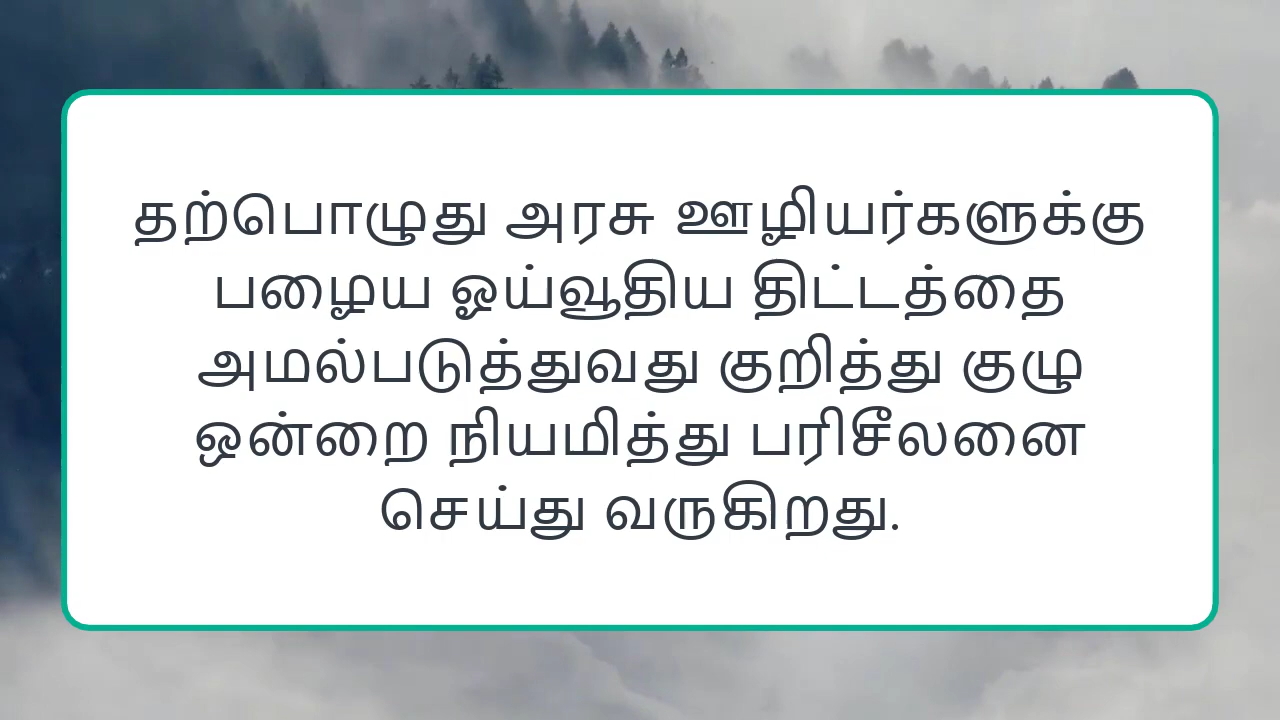 தற்பொழுது அரசு ஊழியர்களுக்கு
பழைய ஓய்வூதிய திட்டத்தை
அமல்படுத்துவது குறித்து குழு
ஒன்றை நியமித்து பரிசீலனை
செய்து வருகிறது.